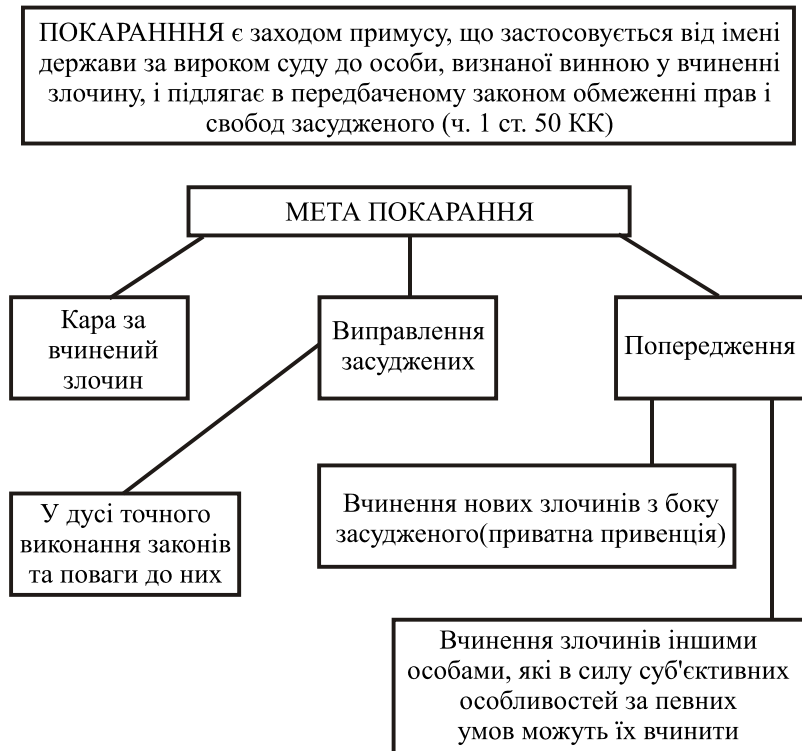 ПОКАРАНННЯ є заходом примусу, що застосовується від імені
держави за вироком суду до особи, визнаної винною у вчиненні
злочину, і підлягає в передбаченому законом обмеженні прав і
свобод засудженого (ч. 1 ст. 50 КК)
МЕТА ПОКАРАННЯ
Кара за
вчинений
злочин
Виправлення
засуджених
Попередження
У дусі точного
виконання законів
та поваги до них
Вчинення нових злочинів з боку
засудженого(приватна привенція)
Вчинення злочинів іншими
особами, які в силу суб'єктивних
особливостей за певних
умов можуть їх вчинити